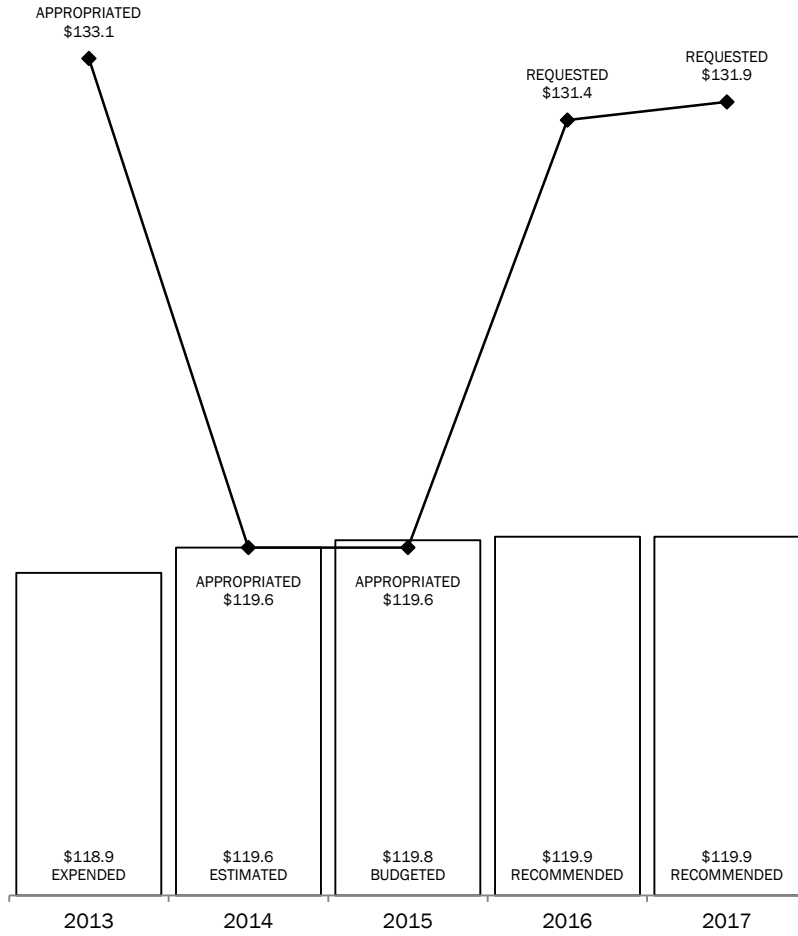 APPROPRIATED
$133.1
REQUESTED
$131.4
REQUESTED
$131.9
APPROPRIATED
$119.6
APPROPRIATED
$119.6
$118.9
EXPENDED
$119.6
ESTIMATED
$119.8
BUDGETED
$119.9
RECOMMENDED
$119.9
RECOMMENDED
2013
2014
2015
2016
2017